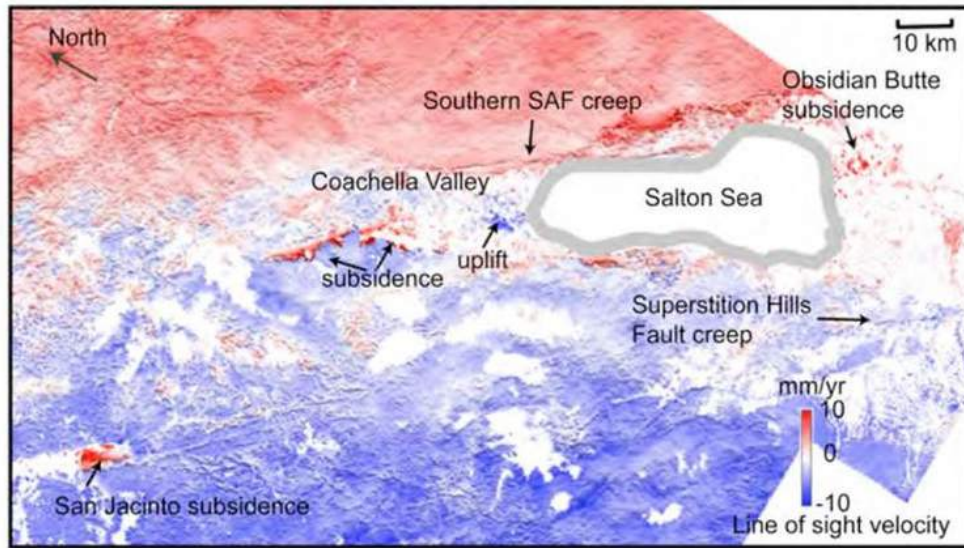 North
10 km
Obsidian Butte
subsidence
Southern SAF creep
Coachella Valley
Salton Sea
uplift
subsidence
Superstition Hills
Fault creep
mm/yr
10
0
-10
San Jacinto subsidence
Line of sight velocity